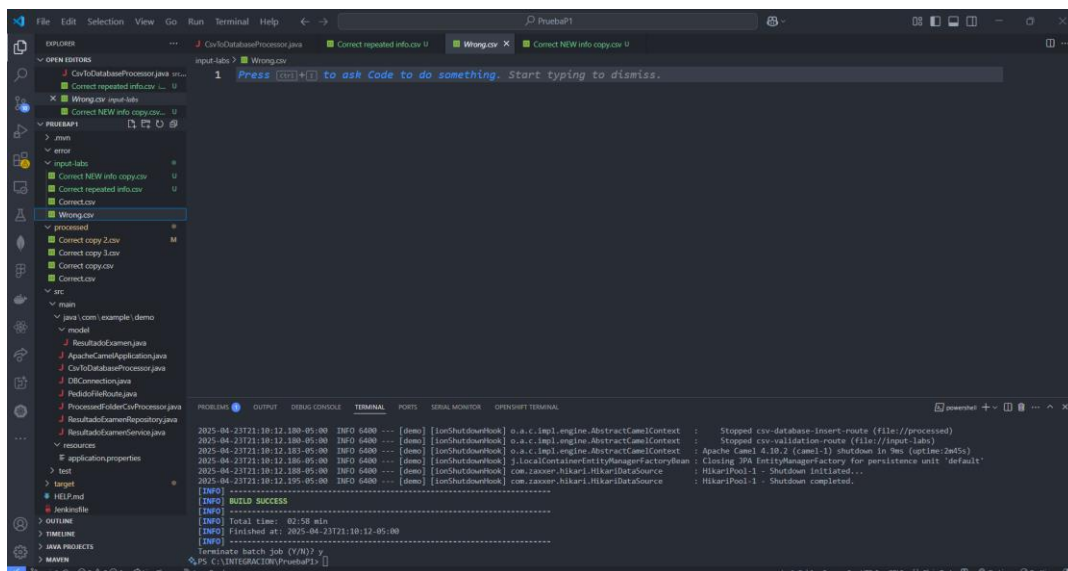 File Edit Selection View Go Run Terminal Help
PruebaP1
EXPLORER
CsvToDatabaseProcessor.java
Correct repeated info.csv U
Wrong.csv
Correct NEW info copy.csv U
OPEN EDITORS
CsvToDatabaseProcessor.java src...
Correct repeated info.csv i... U
Wrong.csv input-labs
Correct NEW info copy.csv... U
PRUEBAP1
> .mvn
error
input-labs
Correct NEW info copy.csv U
Correct repeated info.csv U
Correct.csv
Wrong.csv
processed
Correct copy 2.csv M
Correct copy 3.csv
Correct copy.csv
Correct.csv
src
main
java\com\example\demo
model
ResultadoExamen.java
ApacheCamelApplication.java
CsvToDatabaseProcessor.java
DBConnection.java
PedidoFileRoute.java
ProcessedFolderCsvProcessor.java
ResultadoExamenRepository.java
ResultadoExamenService.java
resources
application.properties
> test
> target
HELP.md
Jenkinsfile
> OUTLINE
> TIMELINE
> JAVA PROJECTS
> MAVEN
input-labs > Wrong.csv
1 Press ctrl+I to ask Code to do something. Start typing to dismiss.
PROBLEMS 1 OUTPUT DEBUG CONSOLE TERMINAL PORTS SERIAL MONITOR OPENSHIFT TERMINAL
powershell
2025-04-23T21:10:12.180-05:00 INFO 6400 --- [demo] [ionShutdownHook] o.a.c.impl.engine.AbstractCamelContext : Stopped csv-database-insert-route (file://processed)
2025-04-23T21:10:12.180-05:00 INFO 6400 --- [demo] [ionShutdownHook] o.a.c.impl.engine.AbstractCamelContext : Stopped csv-validation-route (file://input-labs)
2025-04-23T21:10:12.183-05:00 INFO 6400 --- [demo] [ionShutdownHook] o.a.c.impl.engine.AbstractCamelContext : Apache Camel 4.10.2 (camel-1) shutdown in 9ms (uptime:2m45s)
2025-04-23T21:10:12.186-05:00 INFO 6400 --- [demo] [ionShutdownHook] j.LocalContainerEntityManagerFactoryBean : Closing JPA EntityManagerFactory for persistence unit 'default'
2025-04-23T21:10:12.188-05:00 INFO 6400 --- [demo] [ionShutdownHook] com.zaxxer.hikari.HikariDataSource : HikariPool-1 - Shutdown initiated...
2025-04-23T21:10:12.195-05:00 INFO 6400 --- [demo] [ionShutdownHook] com.zaxxer.hikari.HikariDataSource : HikariPool-1 - Shutdown completed.
[INFO] ------------------------------------------------------------------------
[INFO] BUILD SUCCESS
[INFO] ------------------------------------------------------------------------
[INFO] Total time: 02:58 min
[INFO] Finished at: 2025-04-23T21:10:12-05:00
[INFO] ------------------------------------------------------------------------
Terminate batch job (Y/N)? y
PS C:\INTEGRACION\PruebaP1>